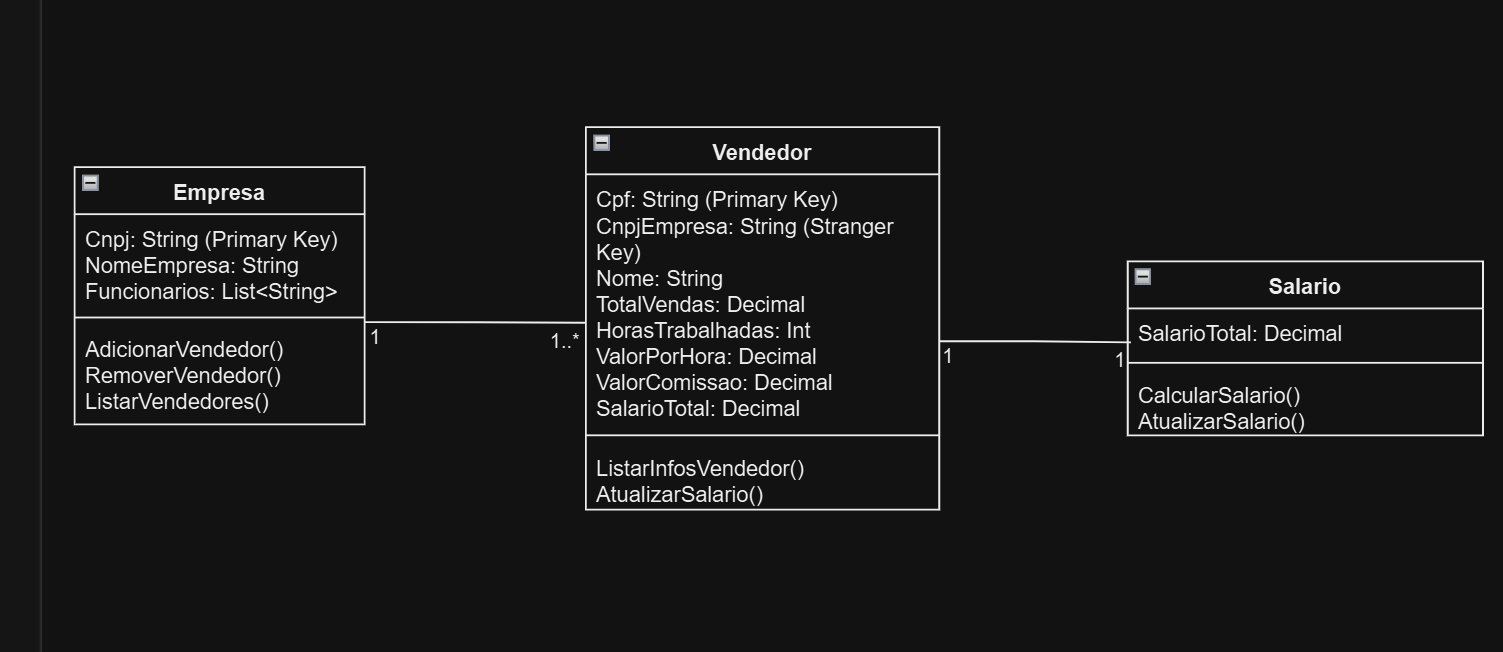 Empresa
Cnpj: String (Primary Key)
NomeEmpresa: String
Funcionarios: List<String>
AdicionarVendedor()
RemoverVendedor()
ListarVendedores()
1
1..*
Vendedor
Cpf: String (Primary Key)
CnpjEmpresa: String (Stranger
Key)
Nome: String
TotalVendas: Decimal
HorasTrabalhadas: Int
ValorPorHora: Decimal
ValorComissao: Decimal
SalarioTotal: Decimal
ListarInfosVendedor()
AtualizarSalario()
1
1
Salario
SalarioTotal: Decimal
CalcularSalario()
AtualizarSalario()